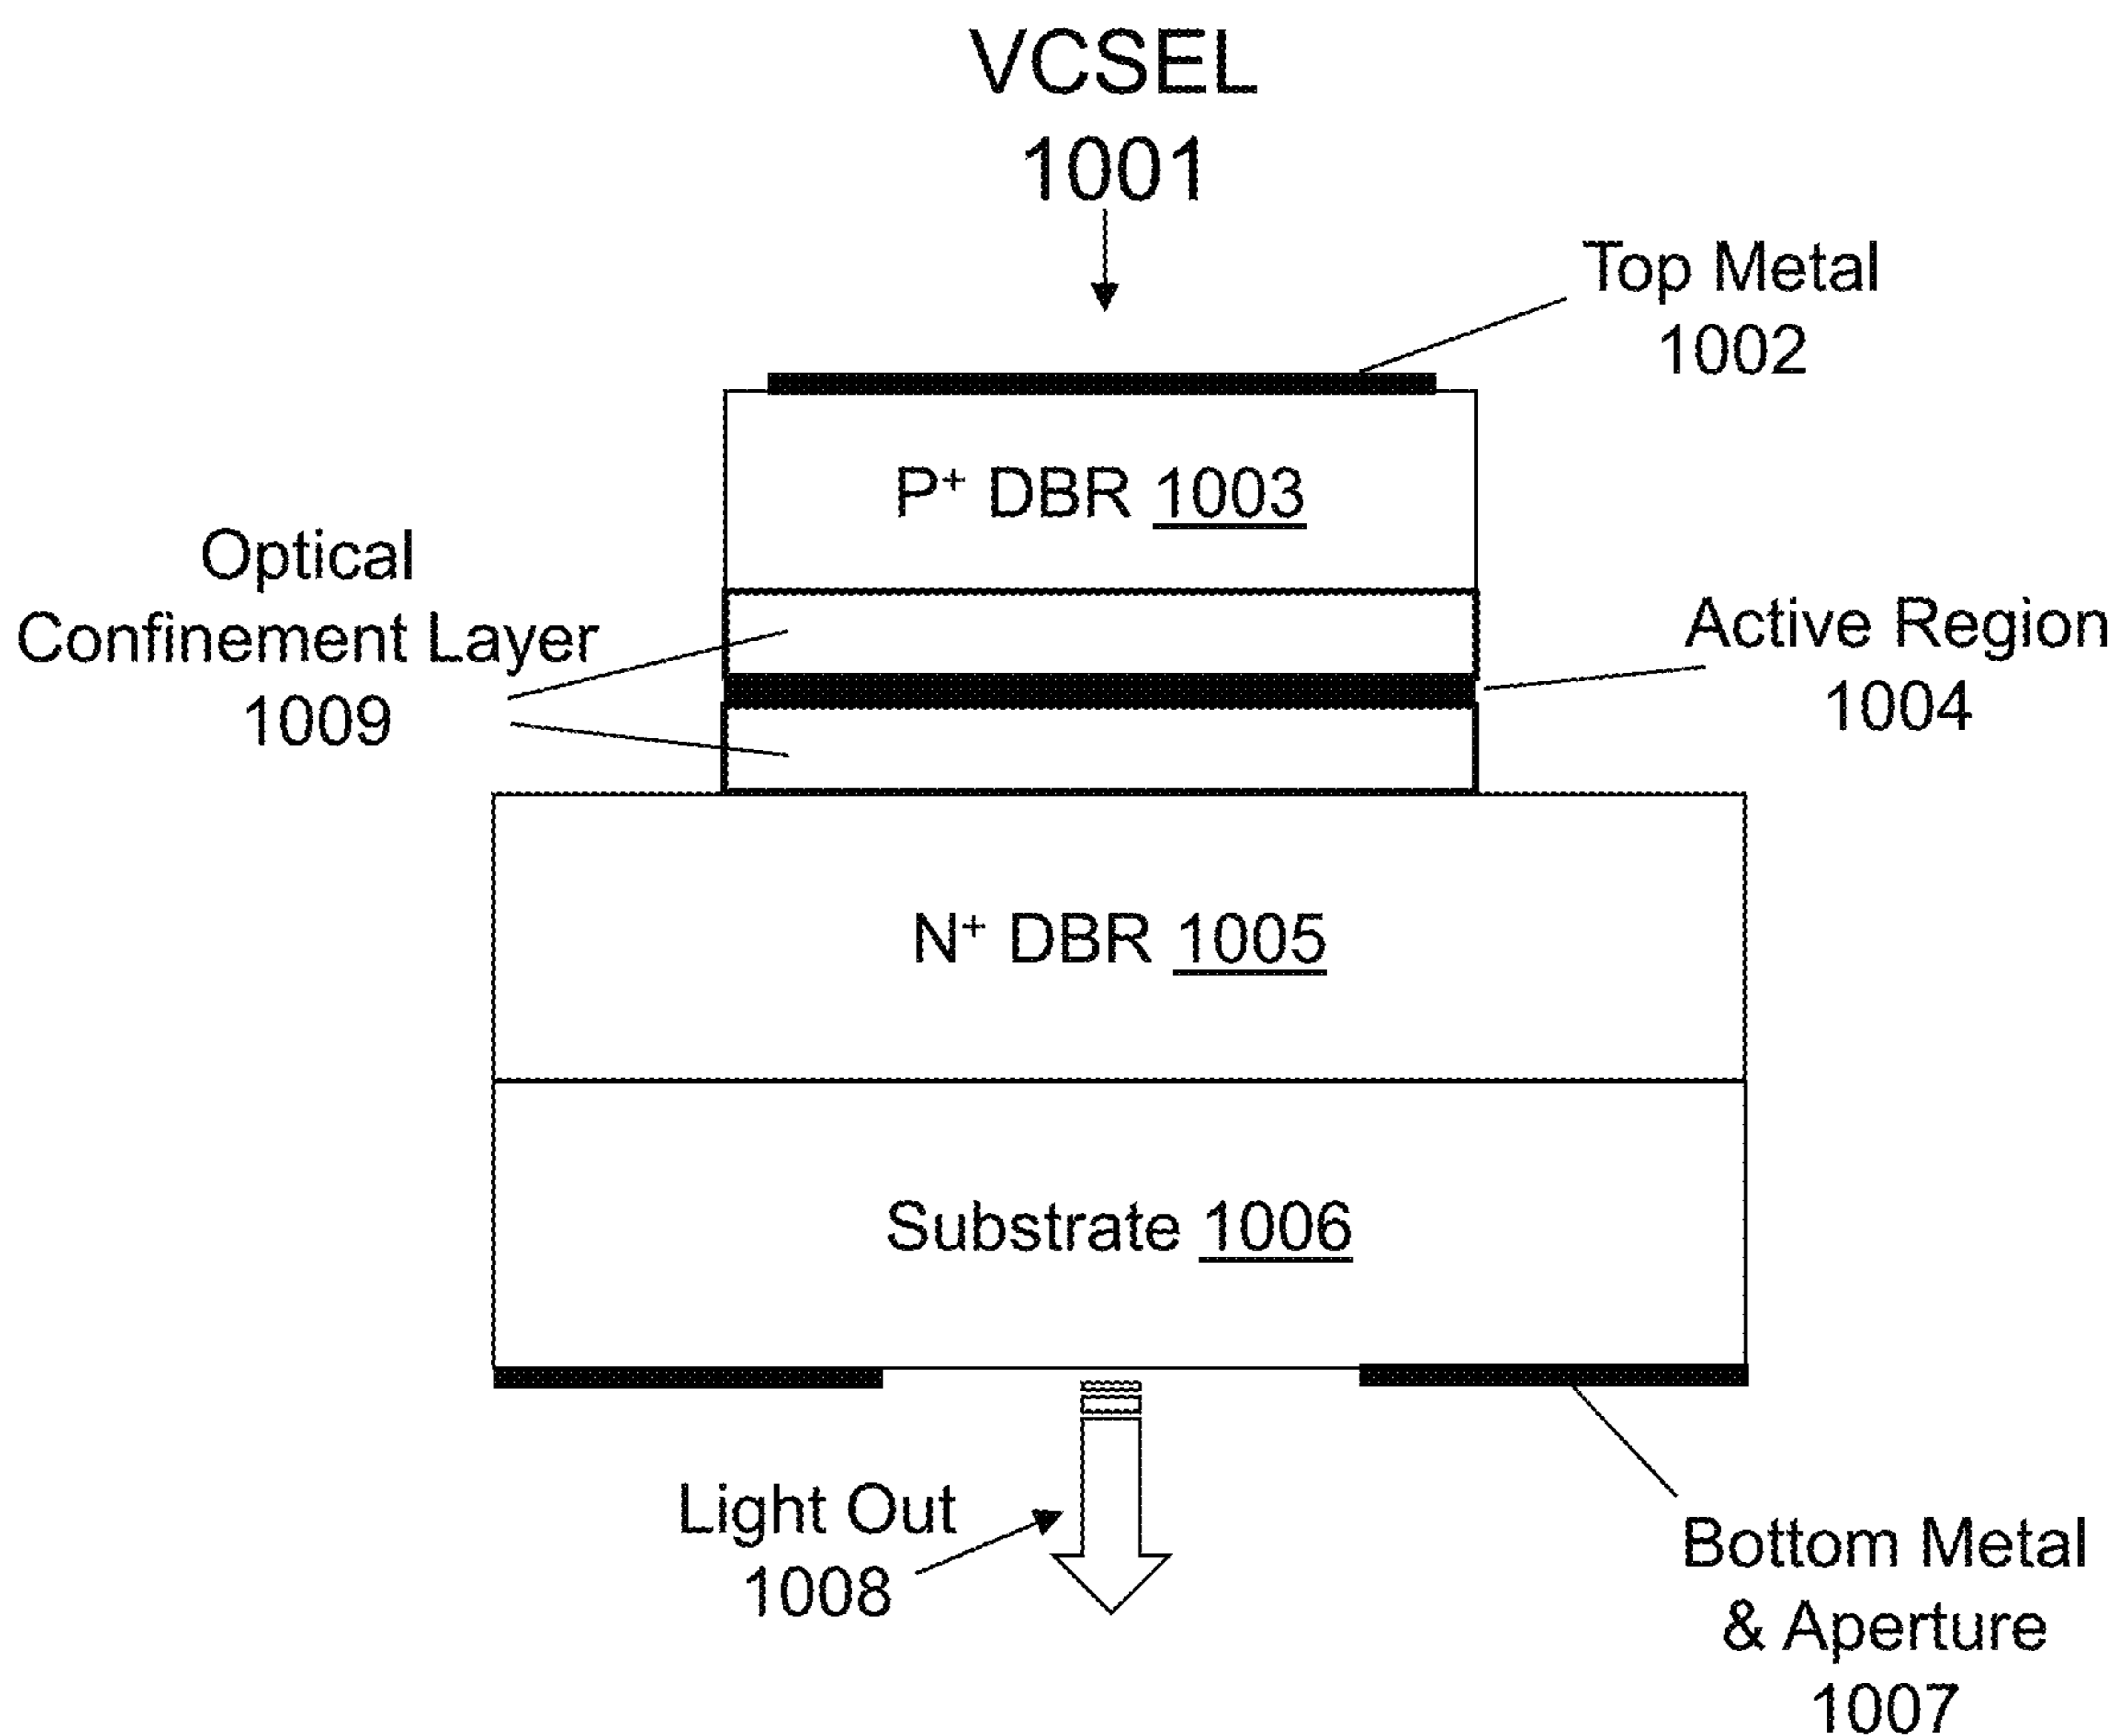 VCSEL
1001
Top Metal
1002
P⁺ DBR 1003
Optical
Confinement Layer
1009
Active Region
1004
N⁺ DBR 1005
Substrate 1006
Light Out
1008
Bottom Metal
& Aperture
1007